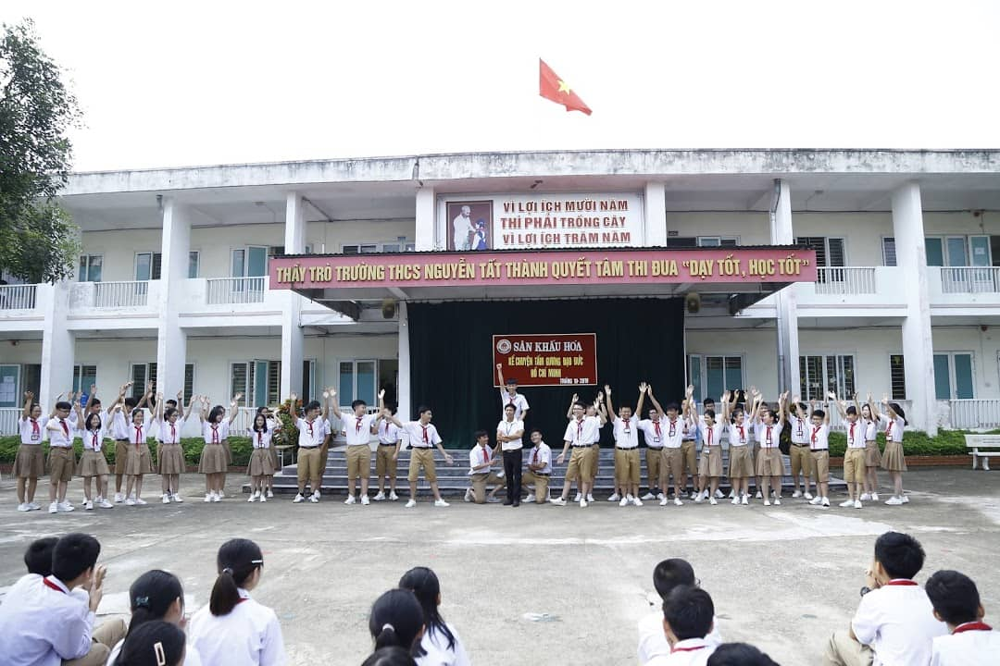 VÌ LỢI ÍCH MƯỜI NĂM
THÌ PHẢI TRỒNG CÂY
VÌ LỢI ÍCH TRĂM NĂM
THẦY TRÒ TRƯỜNG THCS NGUYỄN TẤT THÀNH QUYẾT TÂM THI ĐUA "DẠY TỐT, HỌC TỐT"
SÂN KHẤU HÓA
KỂ CHUYỆN TẤM GƯƠNG ĐẠO ĐỨC
HỒ CHÍ MINH
THÁNG 10-2018